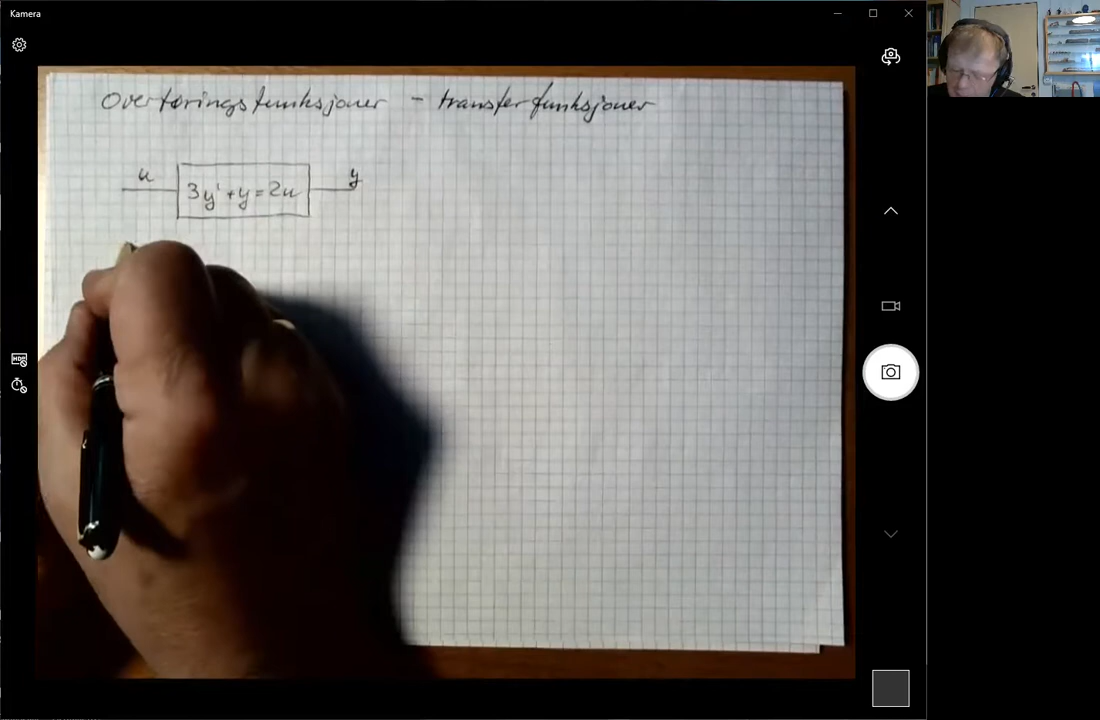 Kamera
Overføringsfunksjoner - transferfunksjoner
u
3y' + y = 2u
y